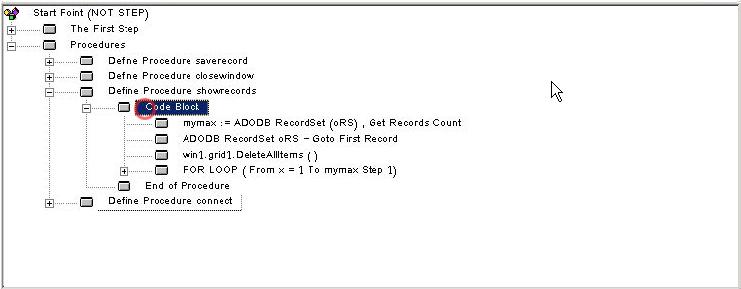 Start Point (NOT STEP)
The First Step
Procedures
Define Procedure saverecord
Define Procedure closewindow
Define Procedure showrecords
Code Block
mymax := ADODB RecordSet (oRS) , Get Records Count
ADODB RecordSet oRS - Goto First Record
win1.grid1.DeleteAllItems ( )
FOR LOOP ( From x = 1 To mymax Step 1)
End of Procedure
Define Procedure connect